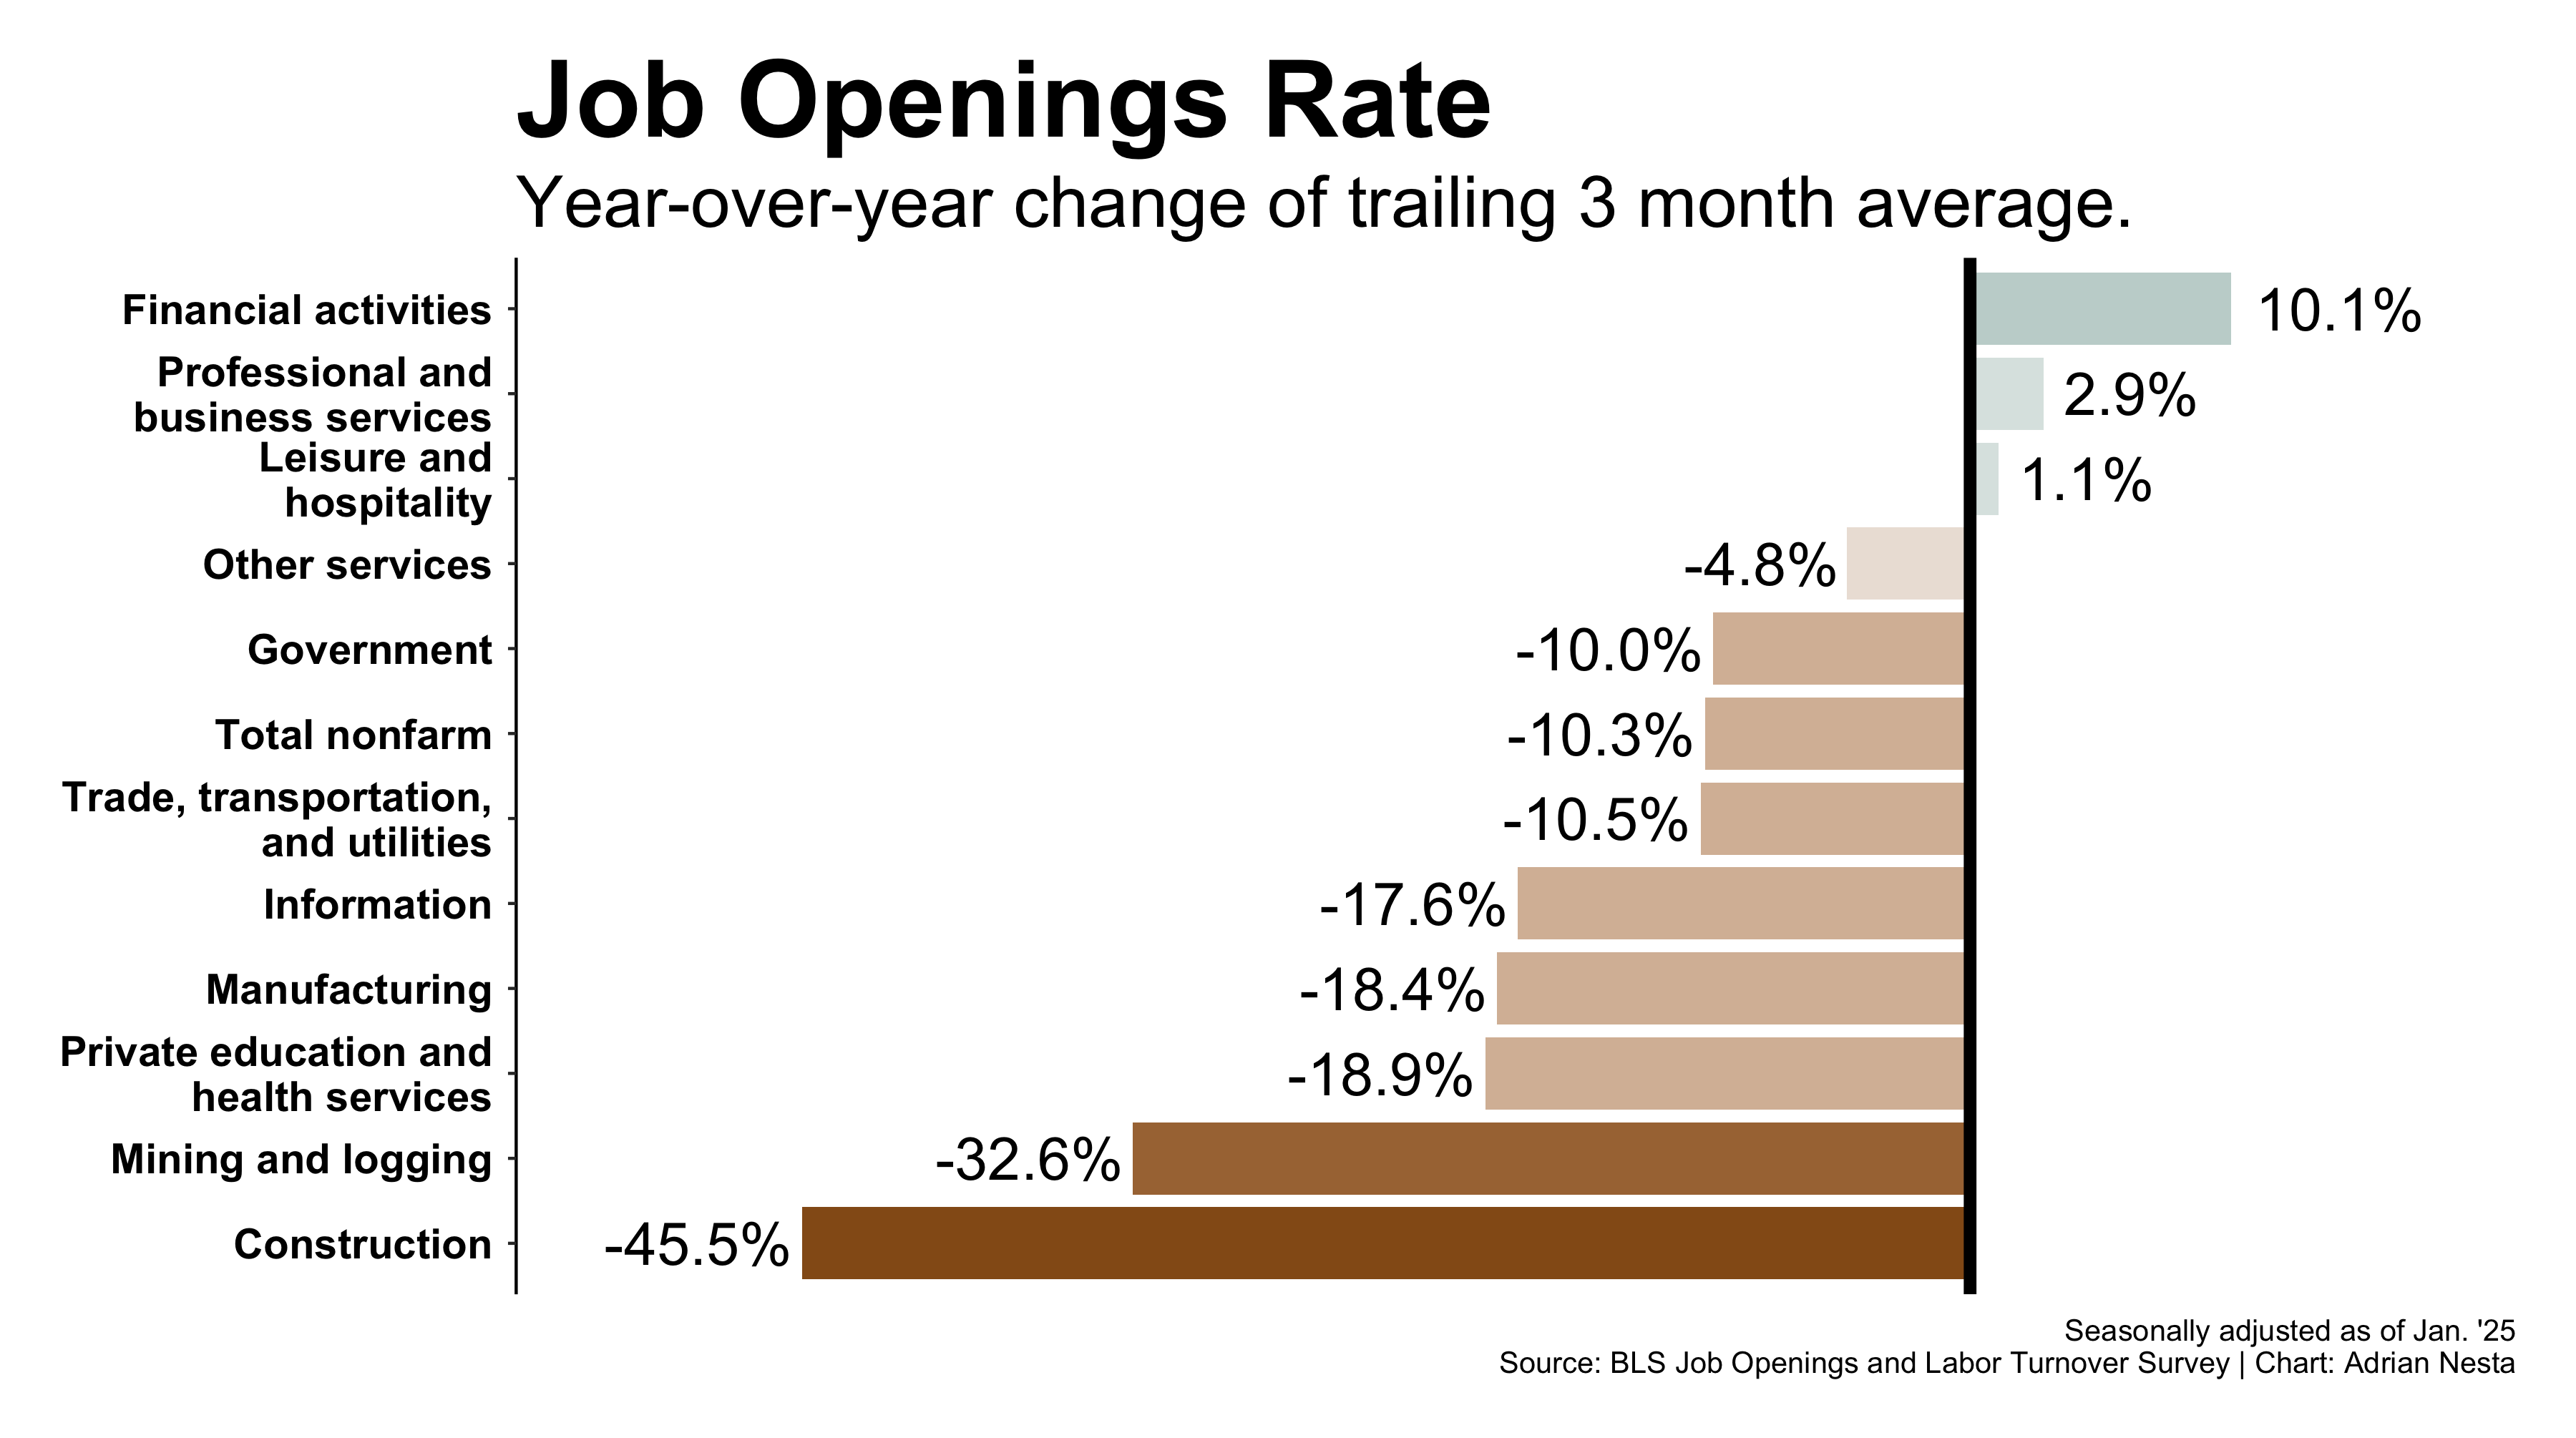 Job Openings Rate
Year-over-year change of trailing 3 month average.
Financial activities
10.1%
Professional and
business services
2.9%
Leisure and
hospitality
1.1%
Other services
-4.8%
Government
-10.0%
Total nonfarm
-10.3%
Trade, transportation,
and utilities
-10.5%
Information
-17.6%
Manufacturing
-18.4%
Private education and
health services
-18.9%
Mining and logging
-32.6%
Construction
-45.5%
Seasonally adjusted as of Jan. '25
Source: BLS Job Openings and Labor Turnover Survey | Chart: Adrian Nesta